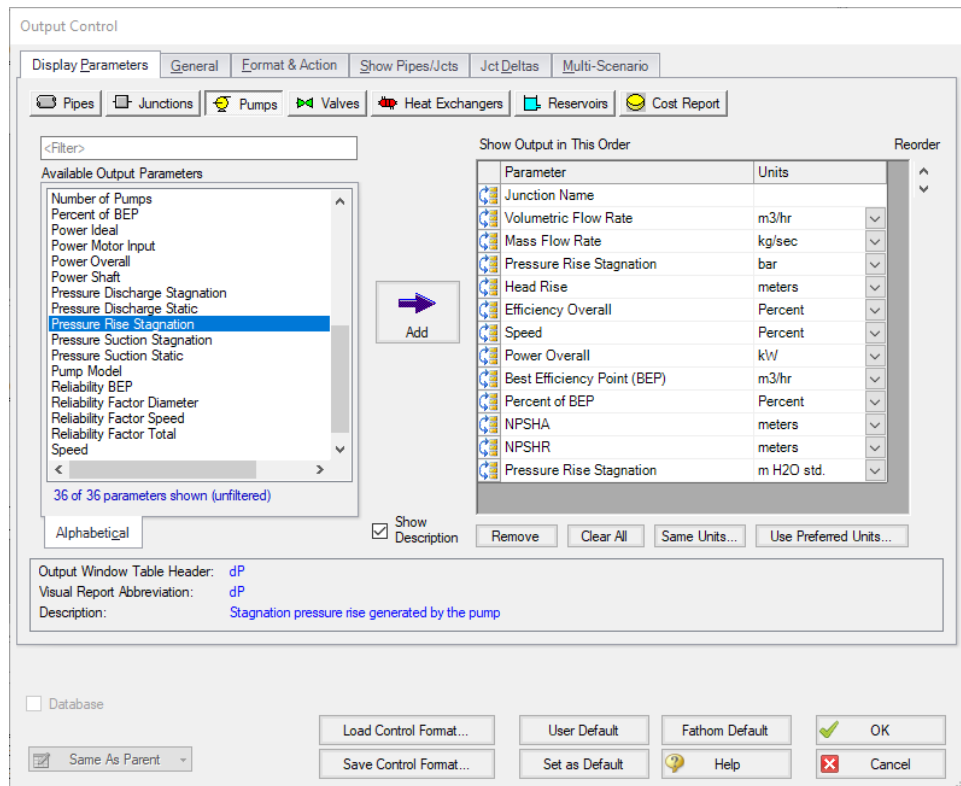 Output Control
Display Parameters General Format & Action Show Pipes/Jcts Jct Deltas Multi-Scenario
Pipes Junctions Pumps Valves Heat Exchangers Reservoirs Cost Report
<Filter>
Available Output Parameters
Number of Pumps
Percent of BEP
Power Ideal
Power Motor Input
Power Overall
Power Shaft
Pressure Discharge Stagnation
Pressure Discharge Static
Pressure Rise Stagnation
Pressure Suction Stagnation
Pressure Suction Static
Pump Model
Reliability BEP
Reliability Factor Diameter
Reliability Factor Speed
Reliability Factor Total
Speed
36 of 36 parameters shown (unfiltered)
Alphabetical
Add
Show Description
Show Output in This Order Reorder
Parameter Units
Junction Name
Volumetric Flow Rate m3/hr
Mass Flow Rate kg/sec
Pressure Rise Stagnation bar
Head Rise meters
Efficiency Overall Percent
Speed Percent
Power Overall kW
Best Efficiency Point (BEP) m3/hr
Percent of BEP Percent
NPSHA meters
NPSHR meters
Pressure Rise Stagnation m H2O std.
Remove Clear All Same Units... Use Preferred Units...
Output Window Table Header: dP
Visual Report Abbreviation: dP
Description: Stagnation pressure rise generated by the pump
Database
Load Control Format... User Default Fathom Default OK
Same As Parent Save Control Format... Set as Default Help Cancel